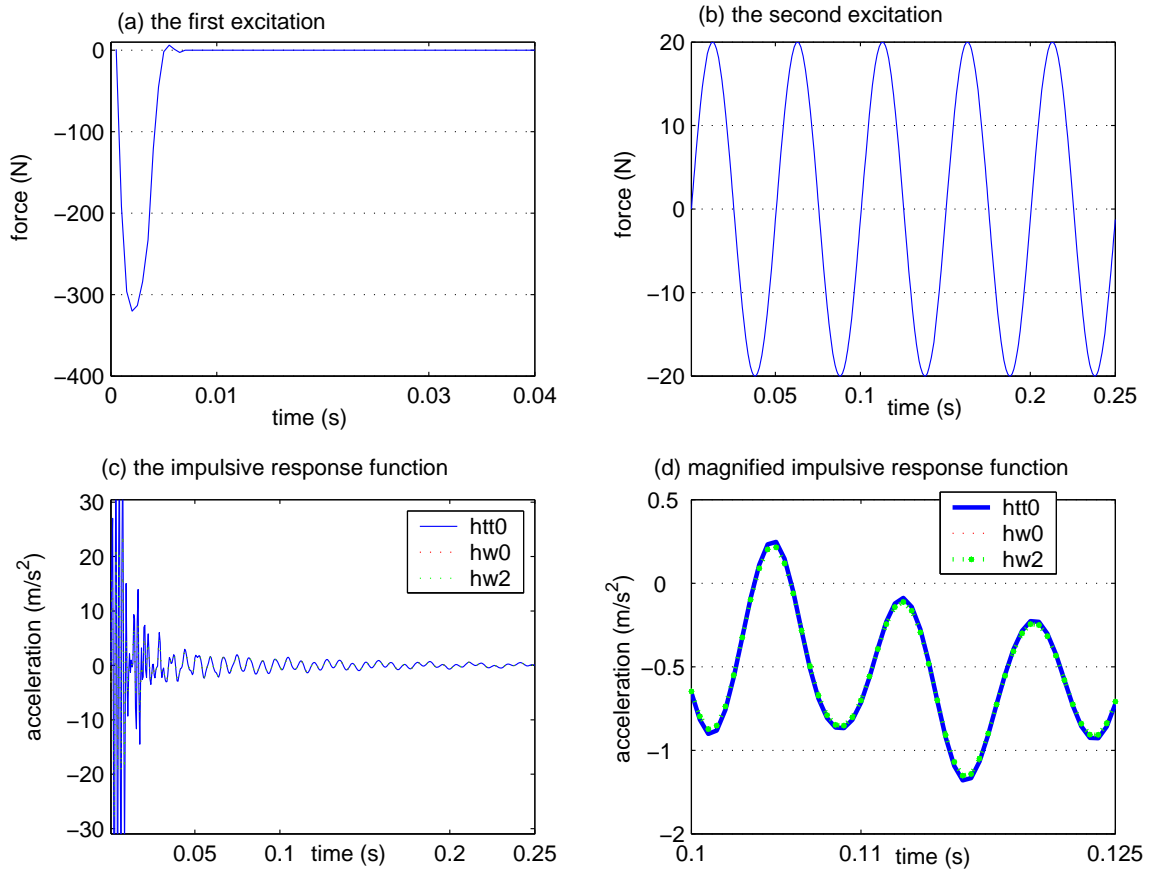 (a) the first excitation
0
−100
−200
−300
−400
force (N)
0
0.01
0.03
0.04
time (s)
(b) the second excitation
20
10
0
−10
−20
force (N)
0.05
0.1
0.2
0.25
time (s)
(c) the impulsive response function
30
20
10
0
−10
−20
−30
acceleration (m/s²)
htt0
hw0
hw2
0.05
0.1
0.2
0.25
time (s)
(d) magnified impulsive response function
0.5
0
−0.5
−1
−2
acceleration (m/s²)
htt0
hw0
hw2
0.1
0.11
0.125
time (s)